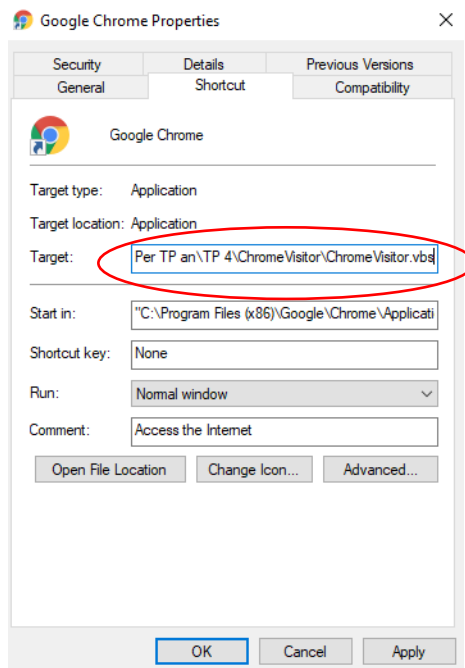 Google Chrome Properties
Security Details Previous Versions
General Shortcut Compatibility
Google Chrome
Target type: Application
Target location: Application
Target: Per TP an\TP 4\ChromeVisitor\ChromeVisitor.vbs
Start in: "C:\Program Files (x86)\Google\Chrome\Applicati
Shortcut key: None
Run: Normal window
Comment: Access the Internet
Open File Location Change Icon... Advanced...
OK Cancel Apply